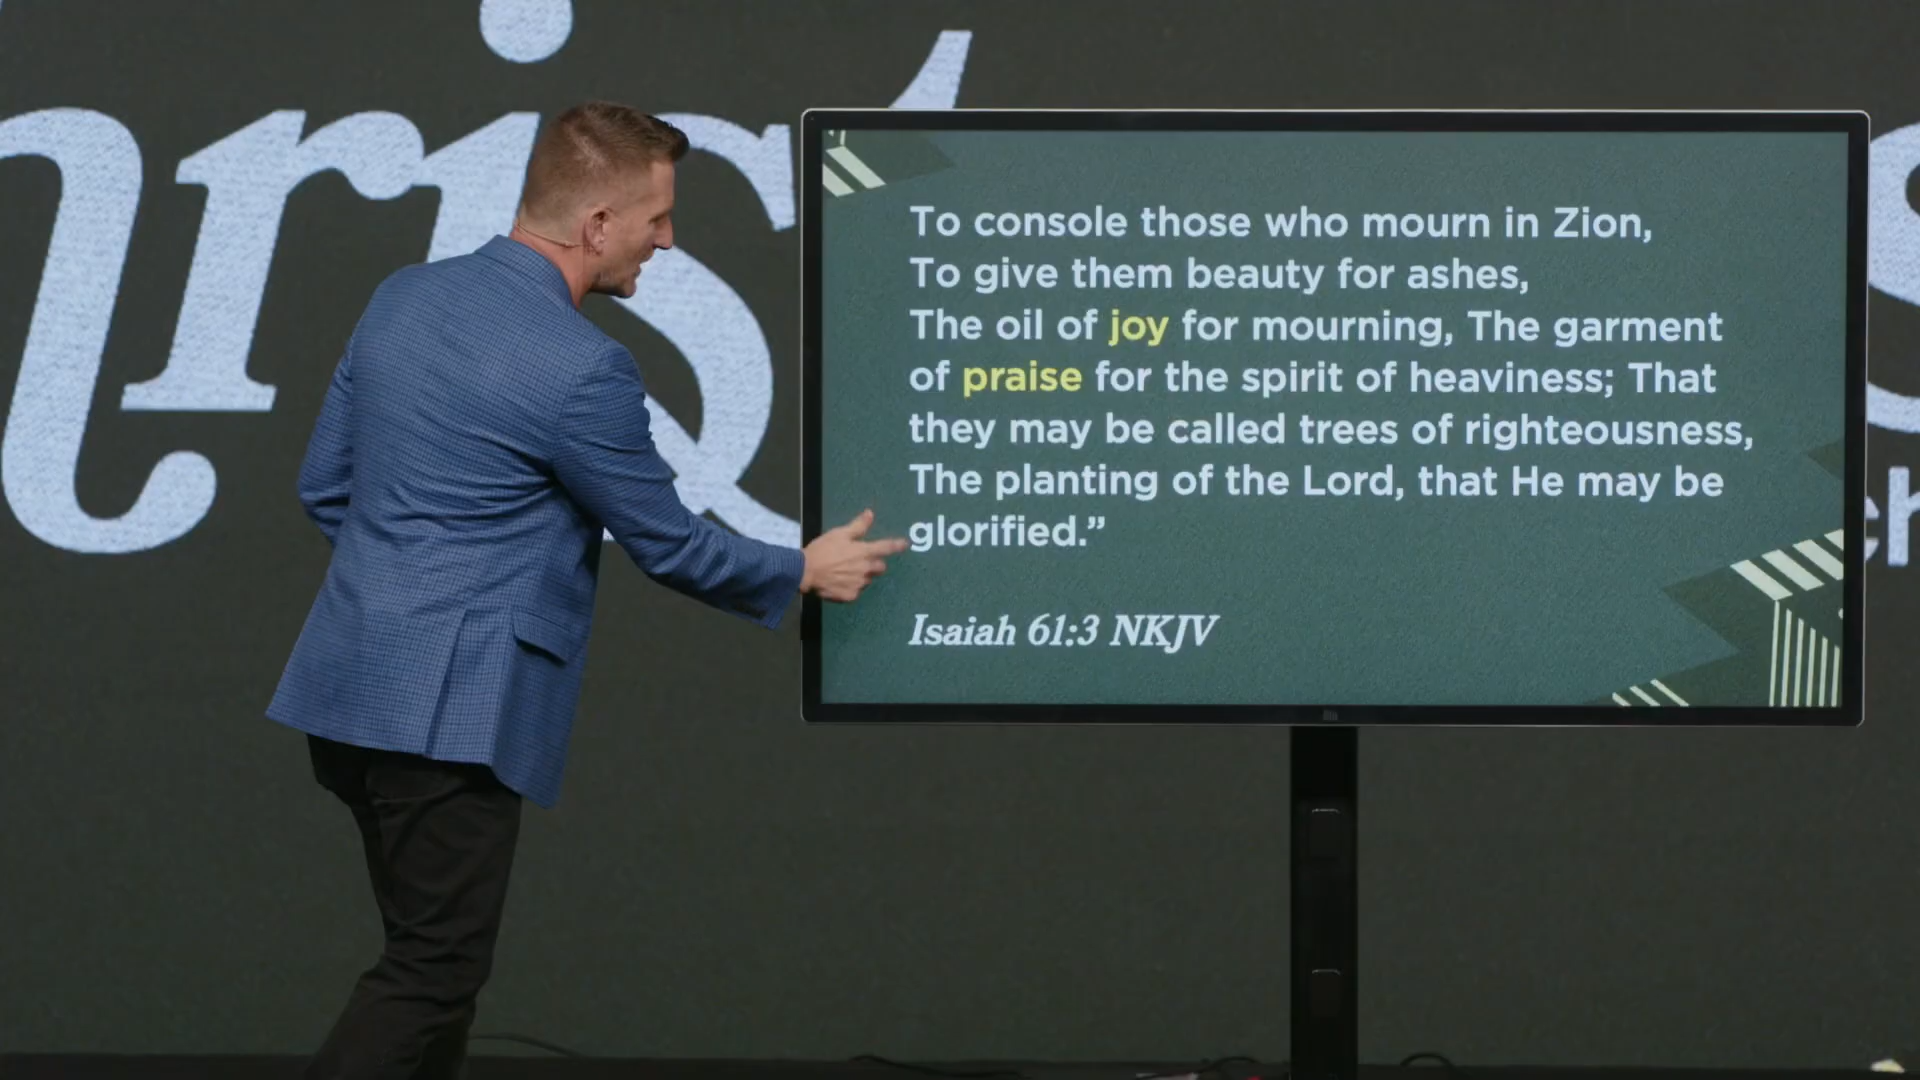 hrist
To console those who mourn in Zion,
To give them beauty for ashes,
The oil of joy for mourning, The garment
of praise for the spirit of heaviness; That
they may be called trees of righteousness,
The planting of the Lord, that He may be
glorified.”
Isaiah 61:3 NKJV